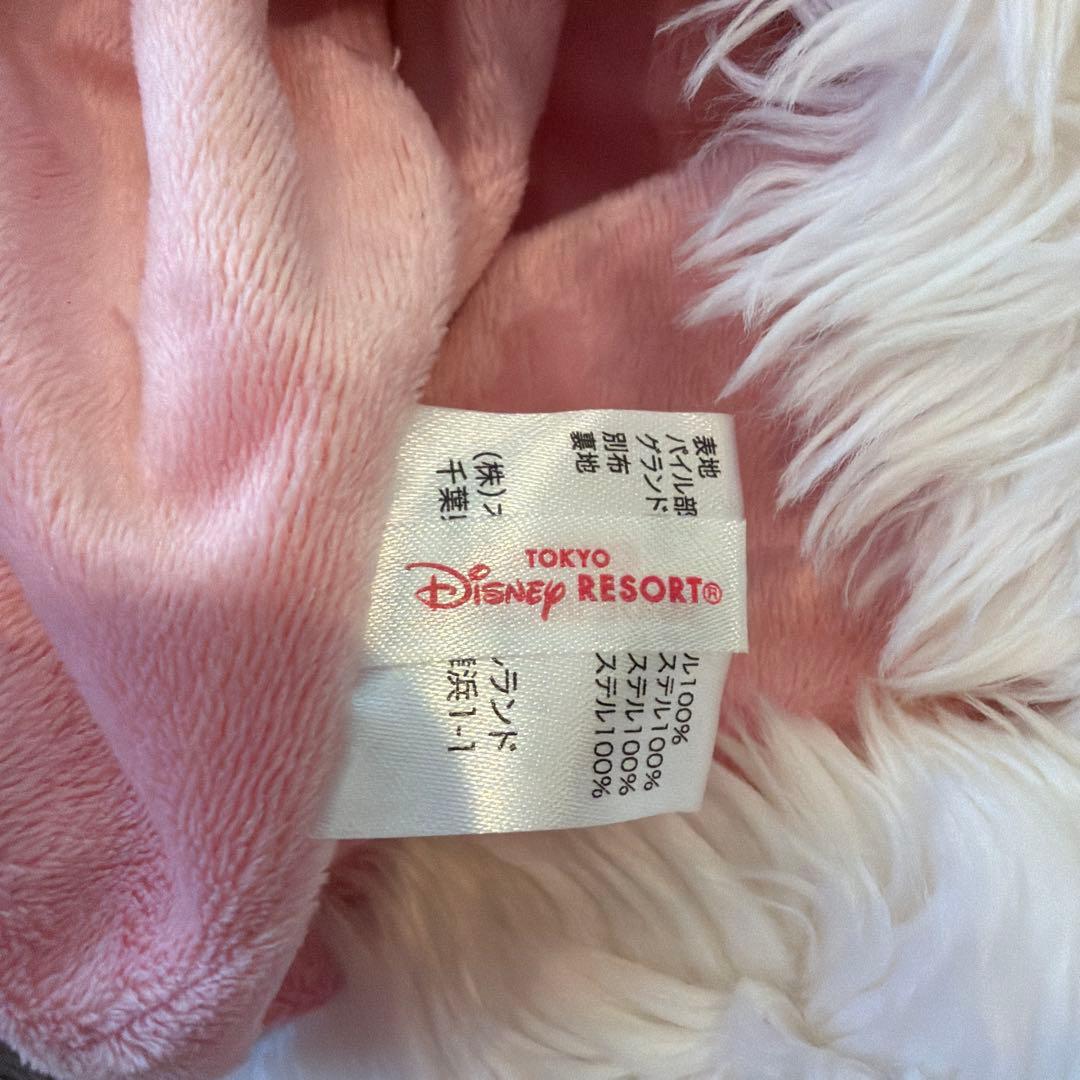 表地
パイル部 ル100%
グランド ステル100%
別布 ステル100%
裏地 ステル100%
(株) ランド
千葉 浜1-1
TOKYO
Disney RESORT®